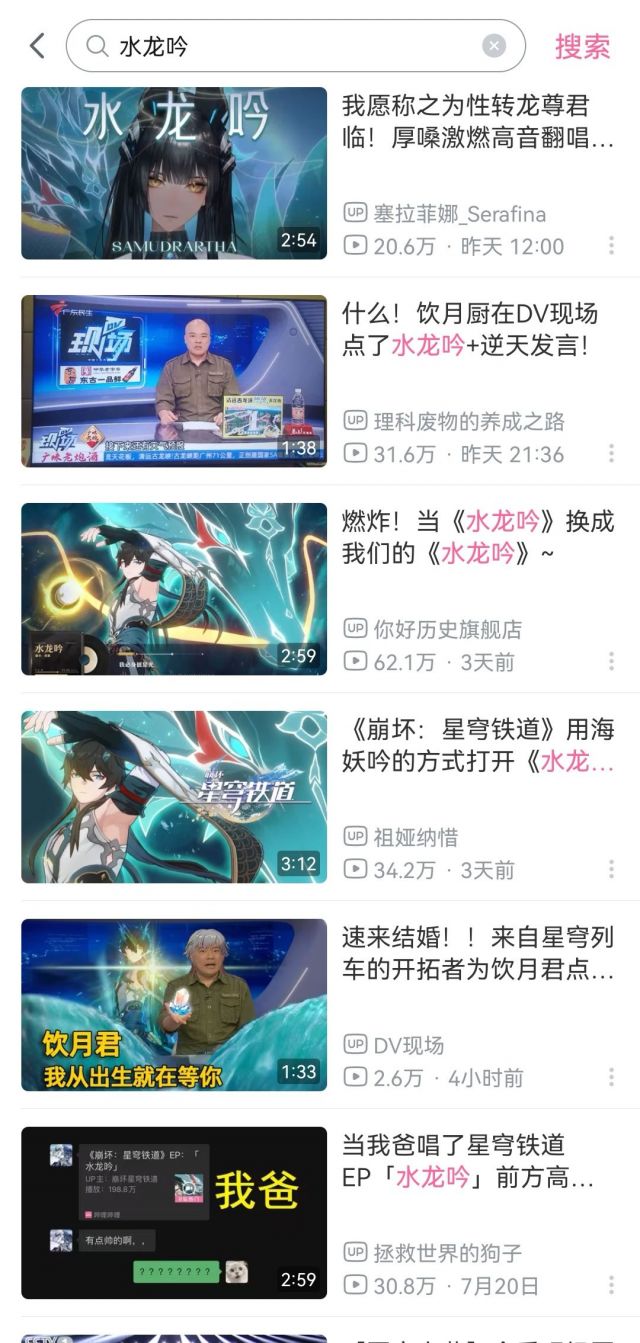 水龙吟
搜索
水 龙 吟
SAMUDRARTHA
2:54
我愿称之为性转龙尊君
临！厚嗓激燃高音翻唱...
UP 塞拉菲娜_Serafina
20.6万 · 昨天 12:00
广东民生
DV现场
东古一品鲜
现场
广味老炮酒
1:38
什么！饮月厨在DV现场
点了水龙吟+逆天发言！
UP 理科废物的养成之路
31.6万 · 昨天 21:36
水龙吟
2:59
燃炸！当《水龙吟》换成
我们的《水龙吟》~
UP 你好历史旗舰店
62.1万 · 3天前
崩坏
星穹铁道
3:12
《崩坏：星穹铁道》用海
妖吟的方式打开《水龙...
UP 祖娅纳惜
34.2万 · 3天前
饮月君
我从出生就在等你
1:33
速来结婚！！来自星穹列
车的开拓者为饮月君点...
UP DV现场
2.6万 · 4小时前
《崩坏：星穹铁道》EP：「
水龙吟」
UP主：崩坏星穹铁道
播放：198.8万
哔哩哔哩
我爸
有点帅的啊，，
????????
2:59
当我爸唱了星穹铁道
EP「水龙吟」前方高...
UP 拯救世界的狗子
30.8万 · 7月20日